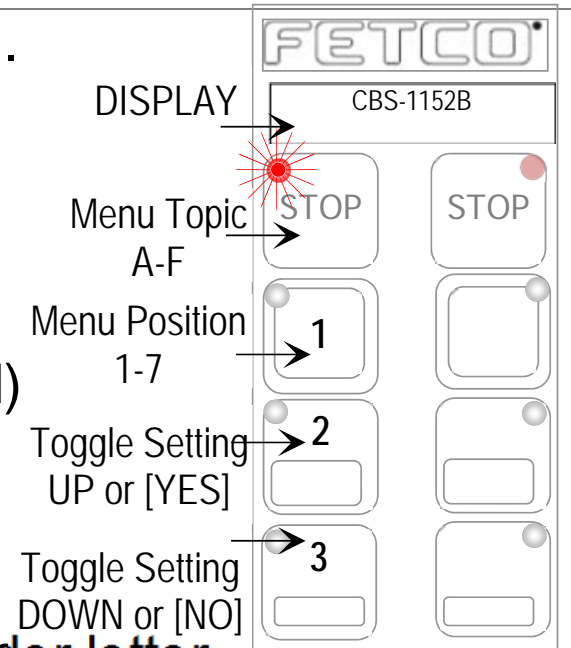 .
FETCO
DISPLAY
CBS-1152B
STOP STOP
Menu Topic
A-F
Menu Position
1-7
1
)
Toggle Setting
UP or [YES]
2
Toggle Setting
DOWN or [NO]
3